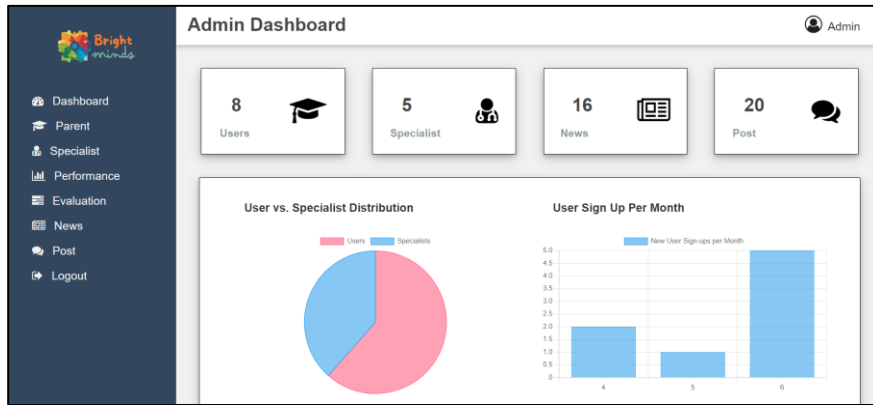 Bright
minds
Dashboard
Parent
Specialist
Performance
Evaluation
News
Post
Logout
Admin Dashboard
Admin
8
Users
5
Specialist
16
News
20
Post
User vs. Specialist Distribution
Users
Specialists
User Sign Up Per Month
New User Sign-ups per Month
5.0
4.5
4.0
3.5
3.0
2.5
2.0
1.5
1.0
0.5
0
4
5
6